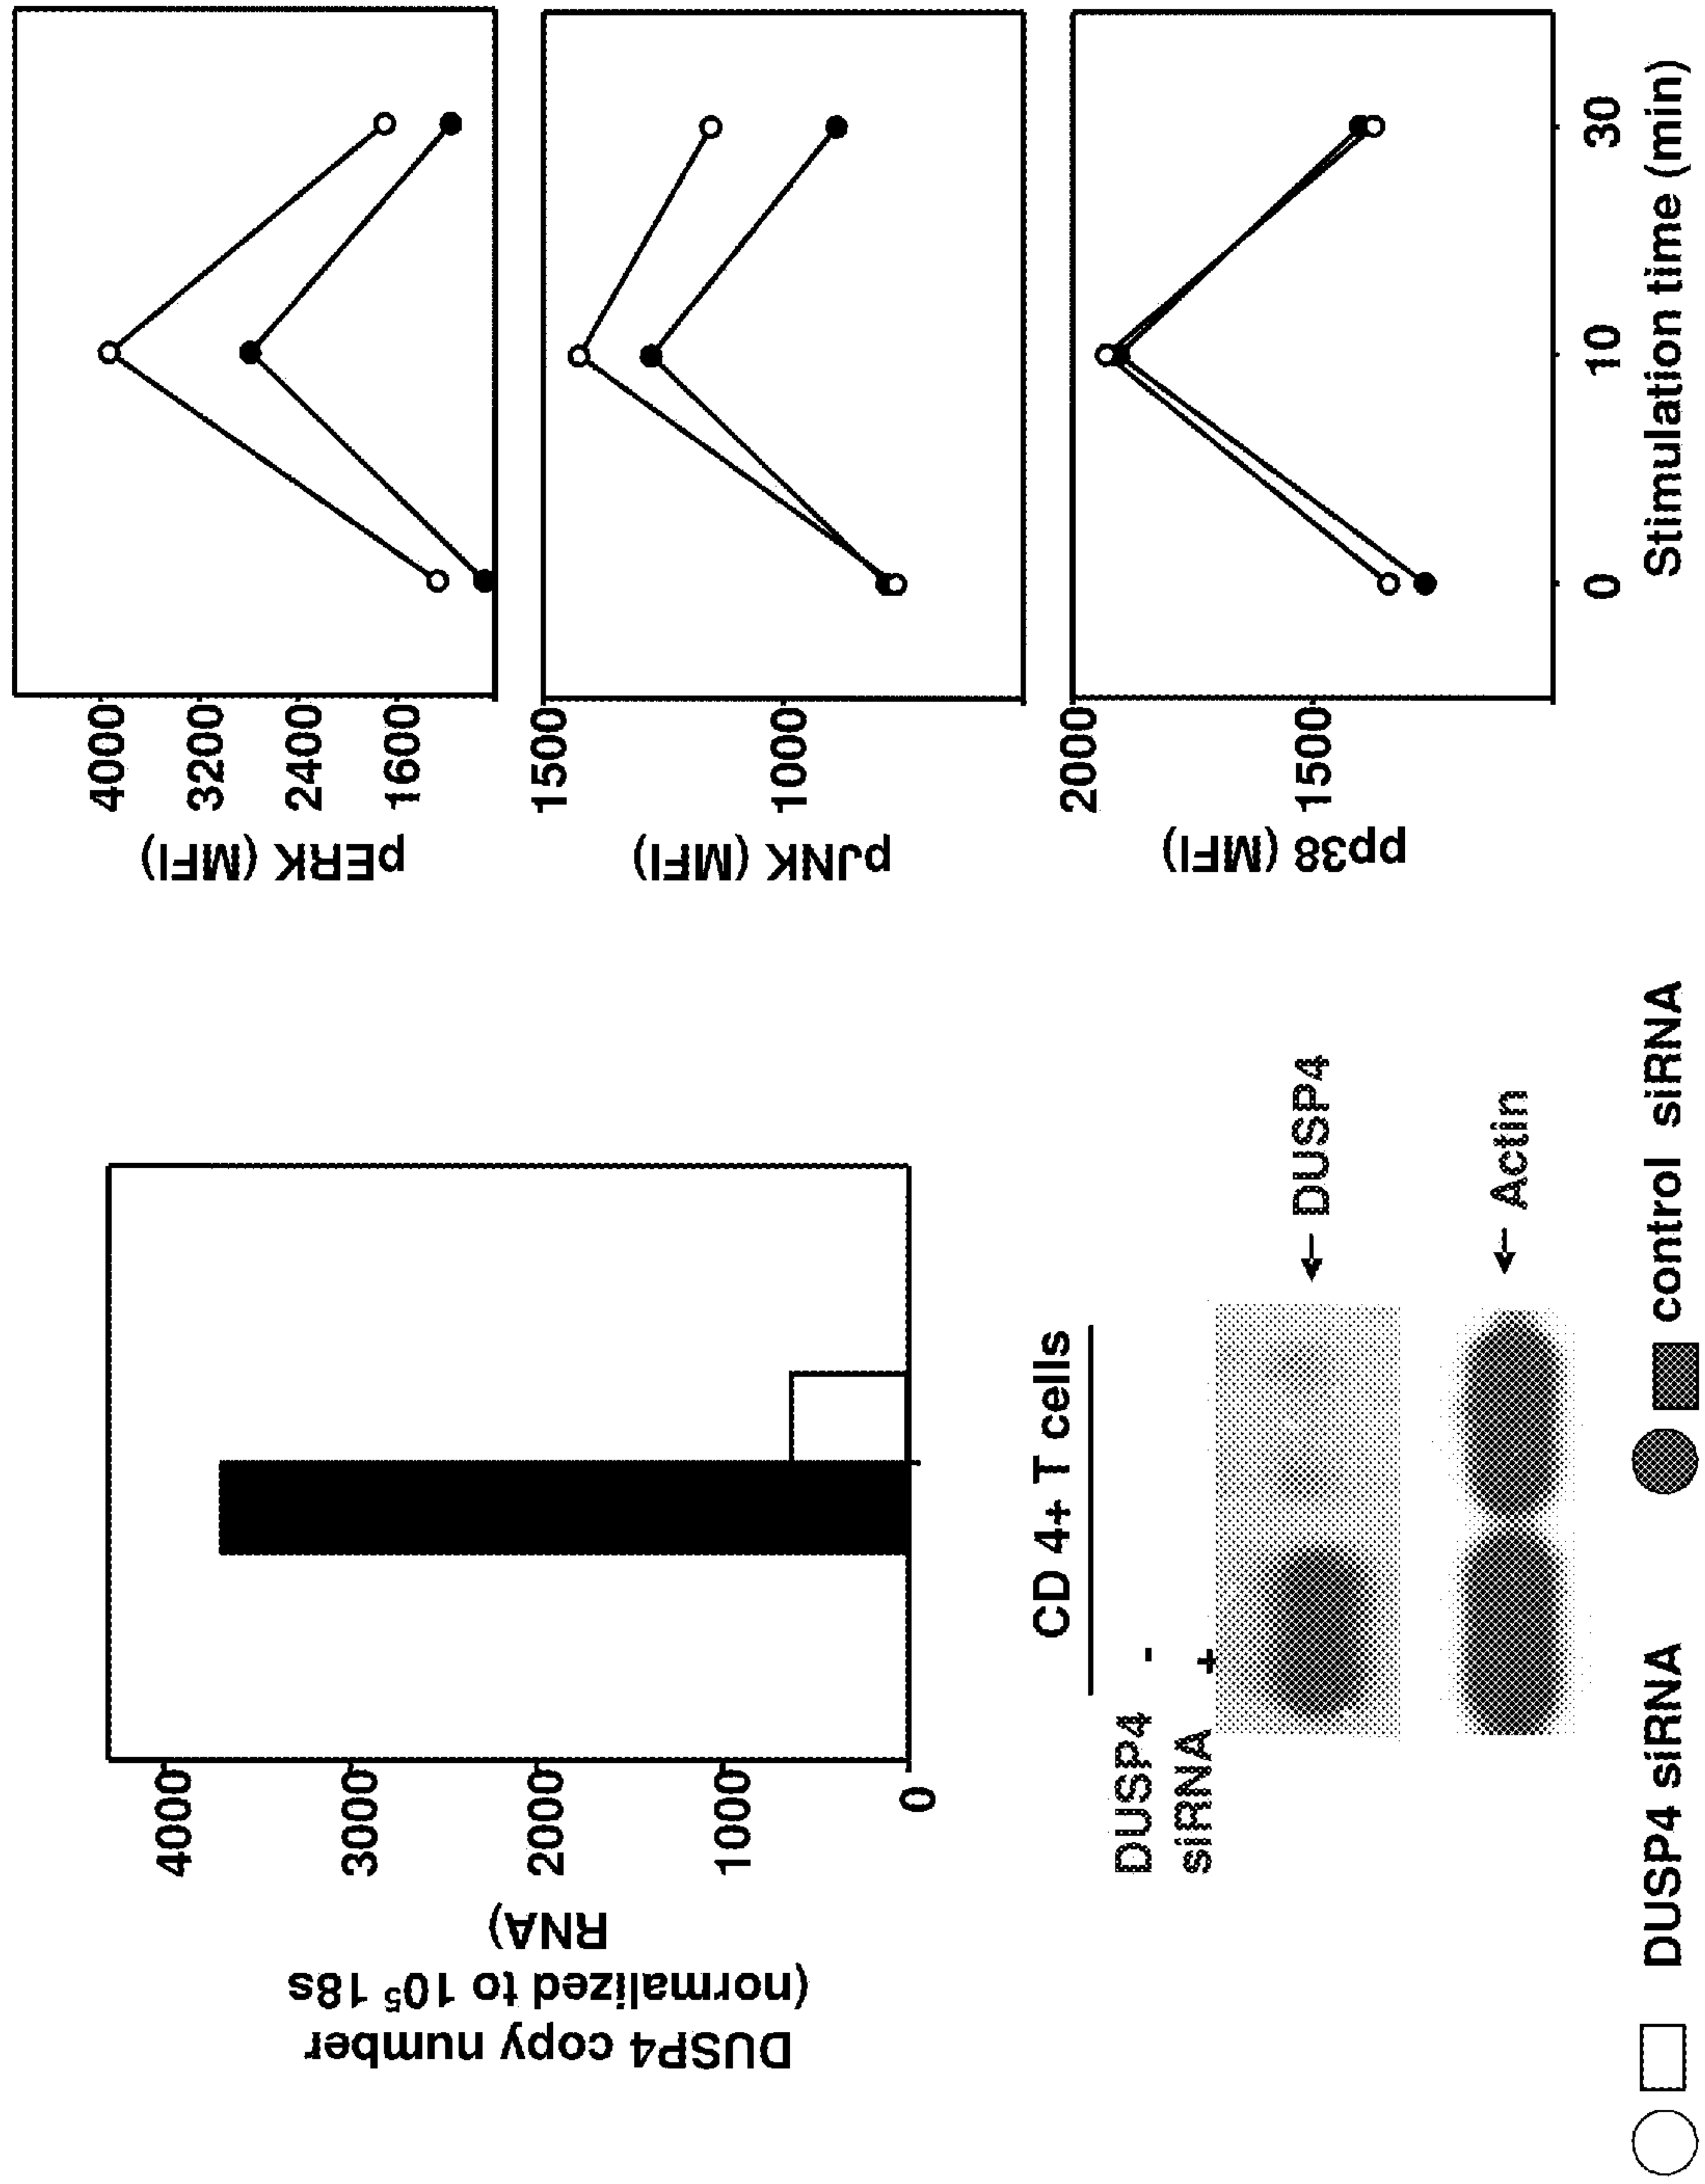 4000
3000
2000
1000
0
DUSP4 copy number
(normalized to 10⁵ 18s
RNA)
CD 4+ T cells
DUSP4 -
siRNA +
← DUSP4
← Actin
4000
3200
2400
1600
pERK (MFI)
1500
1000
pJNK (MFI)
2000
1500
pp38 (MFI)
0 10 30
Stimulation time (min)
DUSP4 siRNA
control siRNA